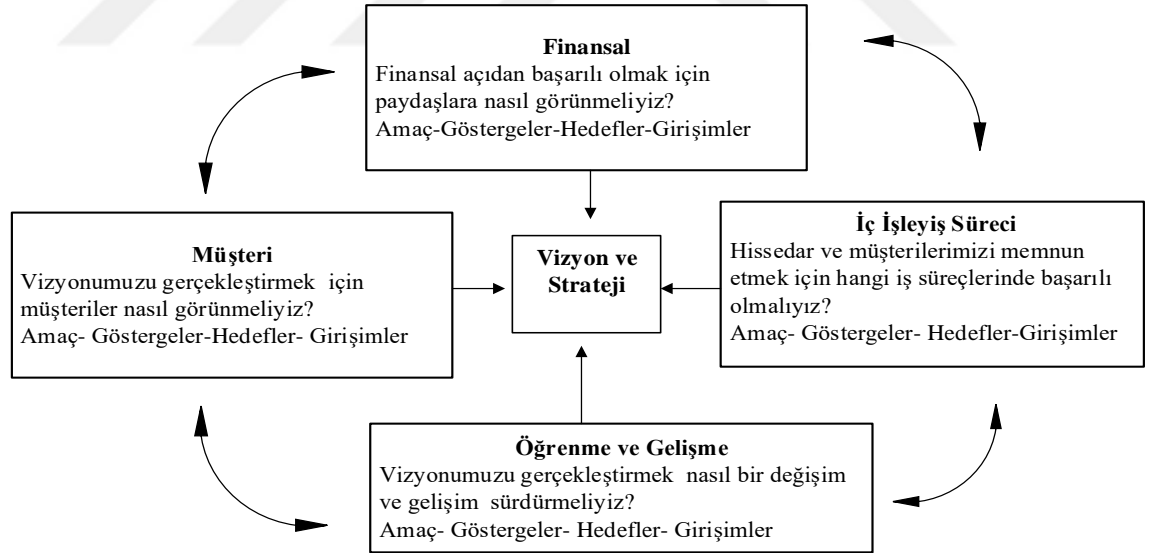 Finansal
Finansal açıdan başarılı olmak için
paydaşlara nasıl görünmeliyiz?
Amaç-Göstergeler-Hedefler-Girişimler
Müşteri
Vizyonumuzu gerçekleştirmek için
müşteriler nasıl görünmeliyiz?
Amaç- Göstergeler-Hedefler- Girişimler
Vizyon ve
Strateji
İç İşleyiş Süreci
Hissedar ve müşterilerimizi memnun
etmek için hangi iş süreçlerinde başarılı
olmalıyız?
Amaç- Göstergeler- Hedefler-Girişimler
Öğrenme ve Gelişme
Vizyonumuzu gerçekleştirmek nasıl bir değişim
ve gelişim sürdürmeliyiz?
Amaç- Göstergeler- Hedefler- Girişimler